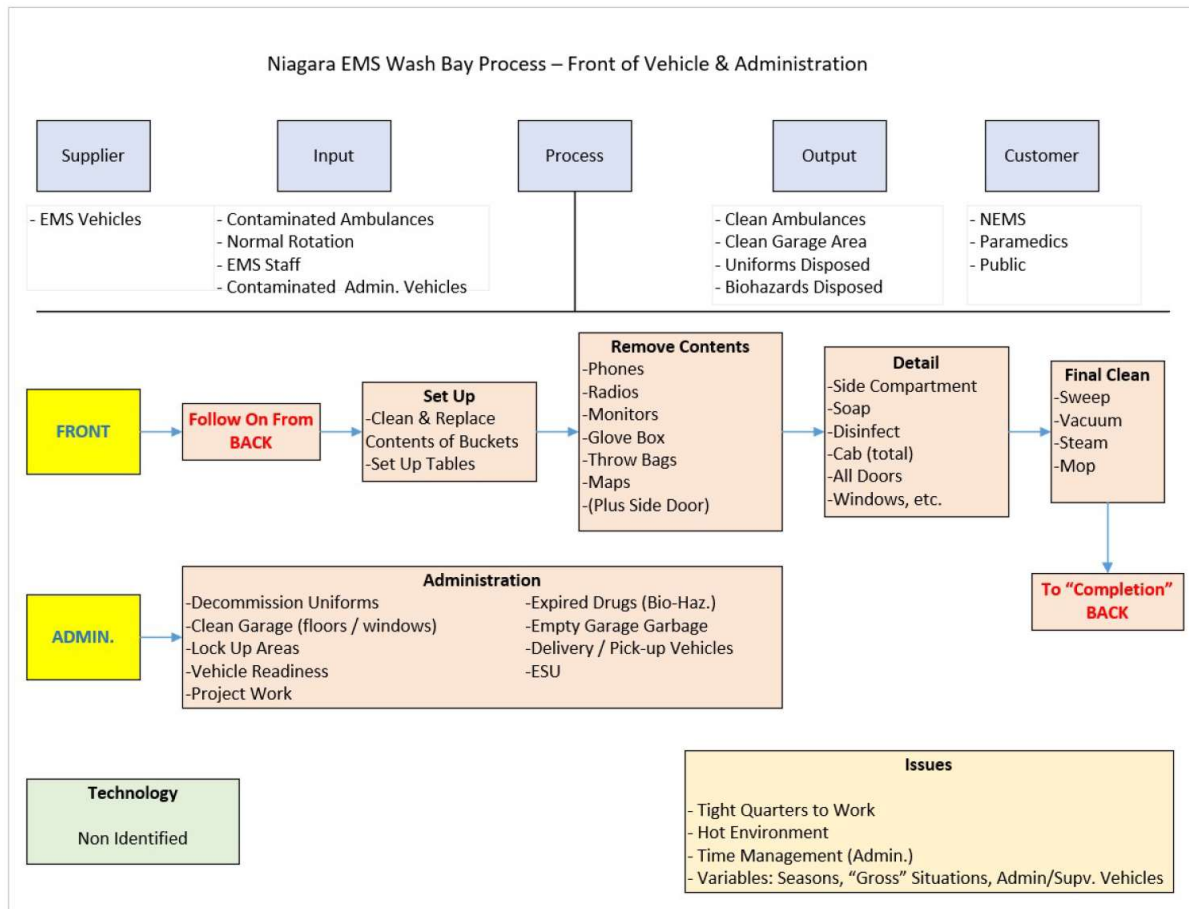 Niagara EMS Wash Bay Process – Front of Vehicle & Administration
Supplier
Input
Process
Output
Customer
- EMS Vehicles
- Contaminated Ambulances
- Normal Rotation
- EMS Staff
- Contaminated Admin. Vehicles
- Clean Ambulances
- Clean Garage Area
- Uniforms Disposed
- Biohazards Disposed
- NEMS
- Paramedics
- Public
FRONT
Follow On From
BACK
Set Up
-Clean & Replace
Contents of Buckets
-Set Up Tables
Remove Contents
-Phones
-Radios
-Monitors
-Glove Box
-Throw Bags
-Maps
-(Plus Side Door)
Detail
-Side Compartment
-Soap
-Disinfect
-Cab (total)
-All Doors
-Windows, etc.
Final Clean
-Sweep
-Vacuum
-Steam
-Mop
To “Completion”
BACK
ADMIN.
Administration
-Decommission Uniforms
-Clean Garage (floors / windows)
-Lock Up Areas
-Vehicle Readiness
-Project Work
-Expired Drugs (Bio-Haz.)
-Empty Garage Garbage
-Delivery / Pick-up Vehicles
-ESU
Technology
Non Identified
Issues
- Tight Quarters to Work
- Hot Environment
- Time Management (Admin.)
- Variables: Seasons, “Gross” Situations, Admin/Supv. Vehicles